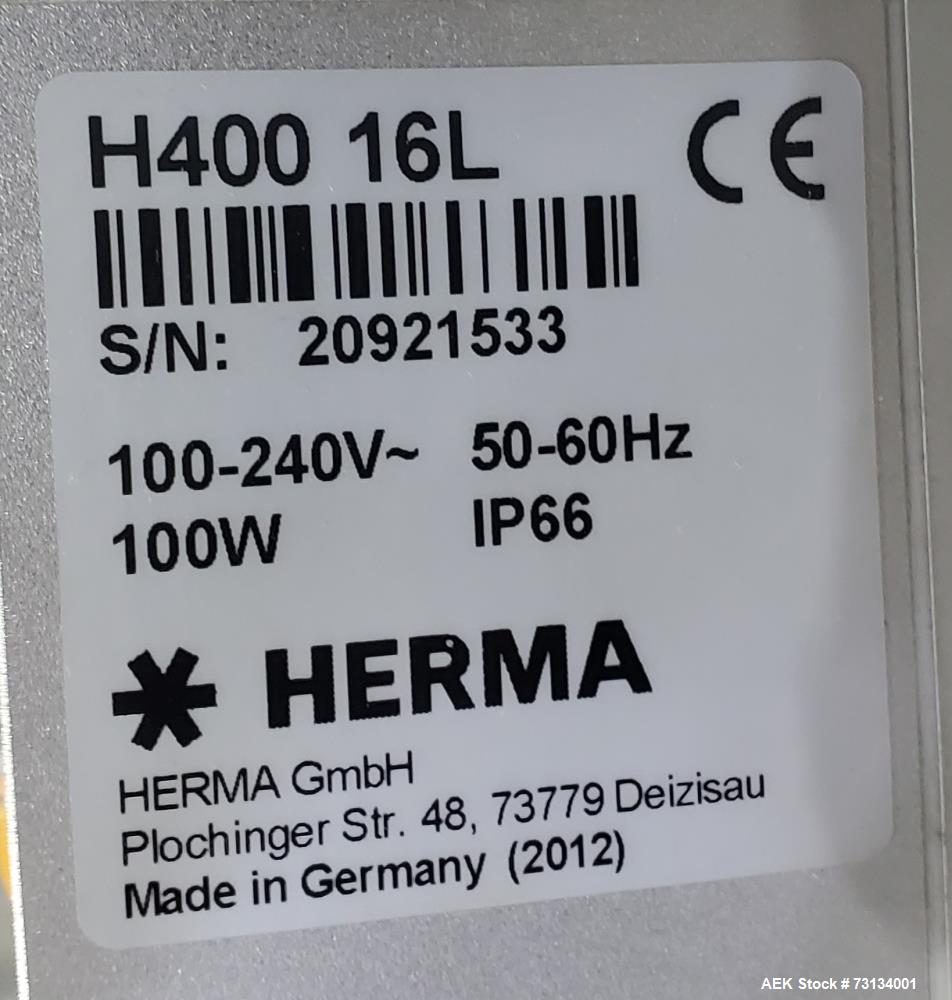 H400 16L CE
S/N: 20921533
100-240V~ 50-60Hz
100W IP66
HERMA
HERMA GmbH
Plochinger Str. 48, 73779 Deizisau
Made in Germany (2012)
AEK Stock # 73134001